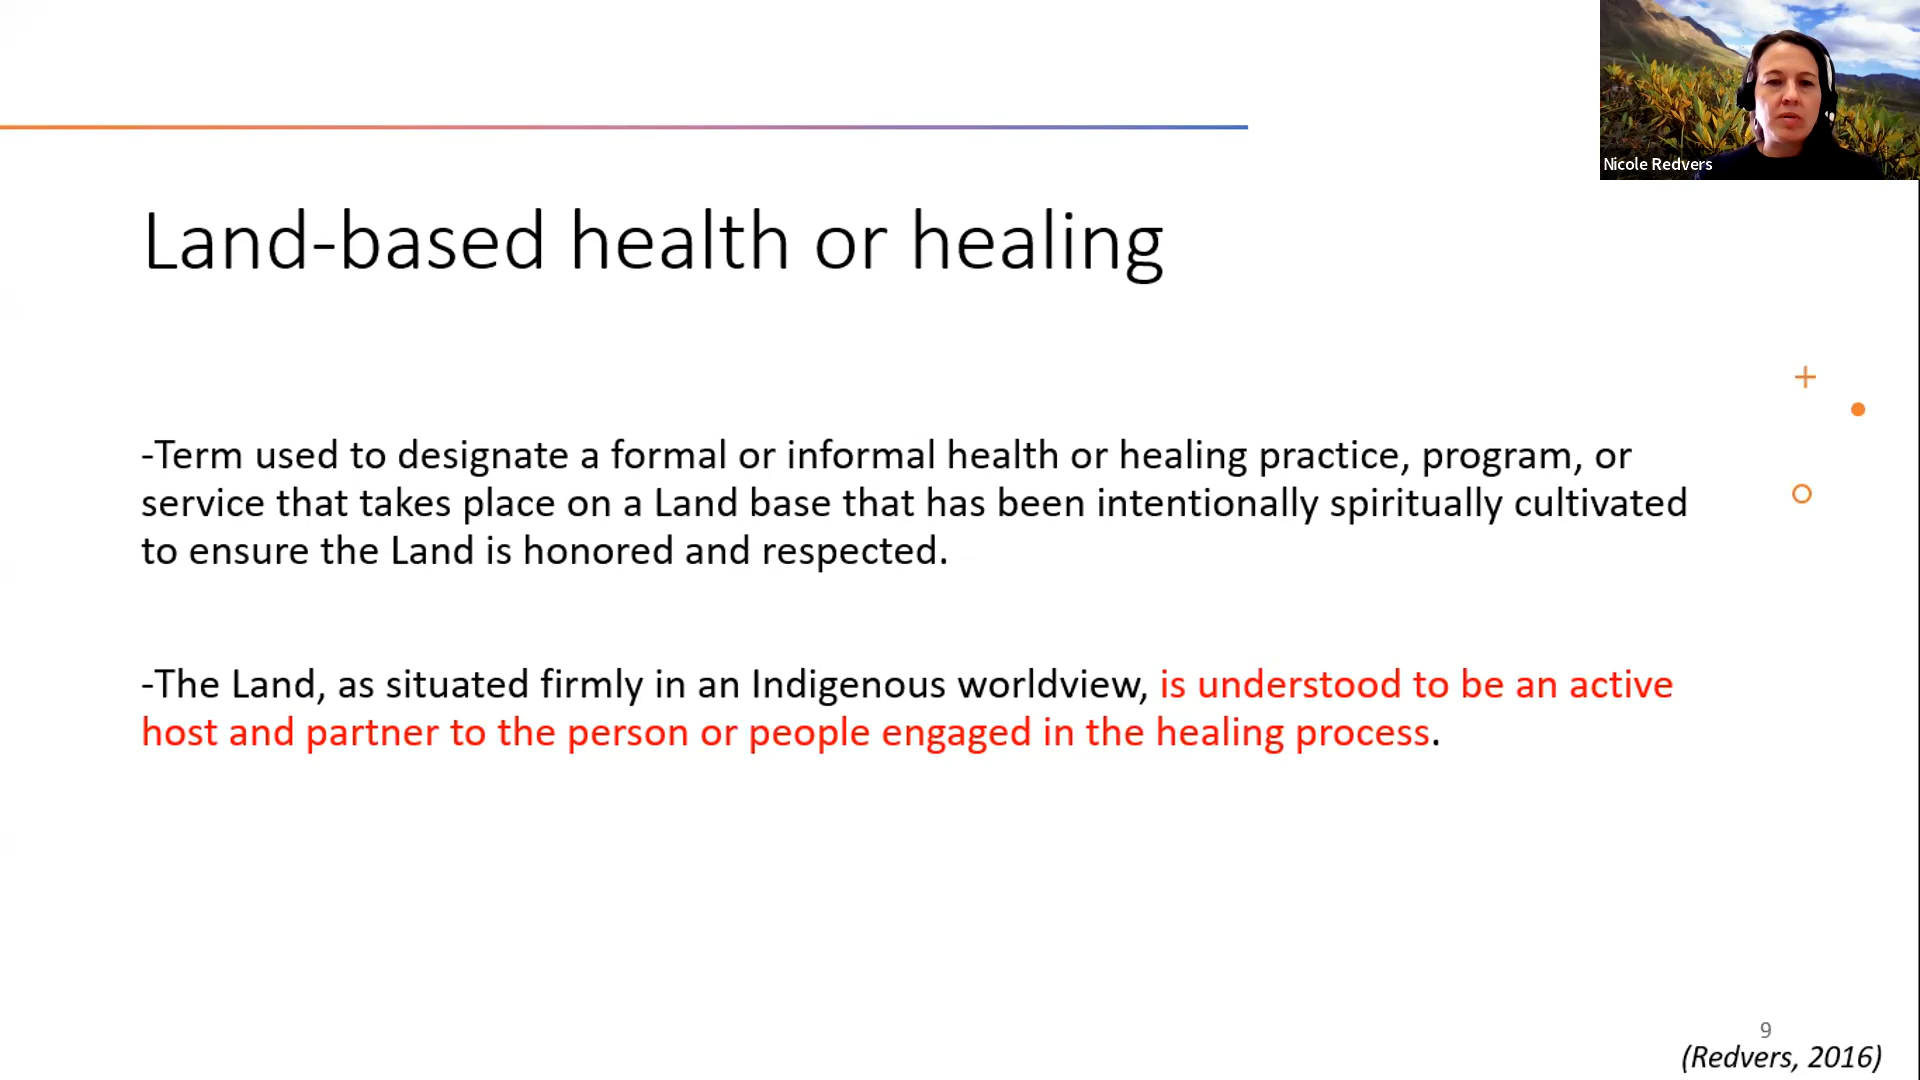 Nicole Redvers
Land-based health or healing
-Term used to designate a formal or informal health or healing practice, program, or
service that takes place on a Land base that has been intentionally spiritually cultivated
to ensure the Land is honored and respected.
-The Land, as situated firmly in an Indigenous worldview, is understood to be an active
host and partner to the person or people engaged in the healing process.
9
(Redvers, 2016)